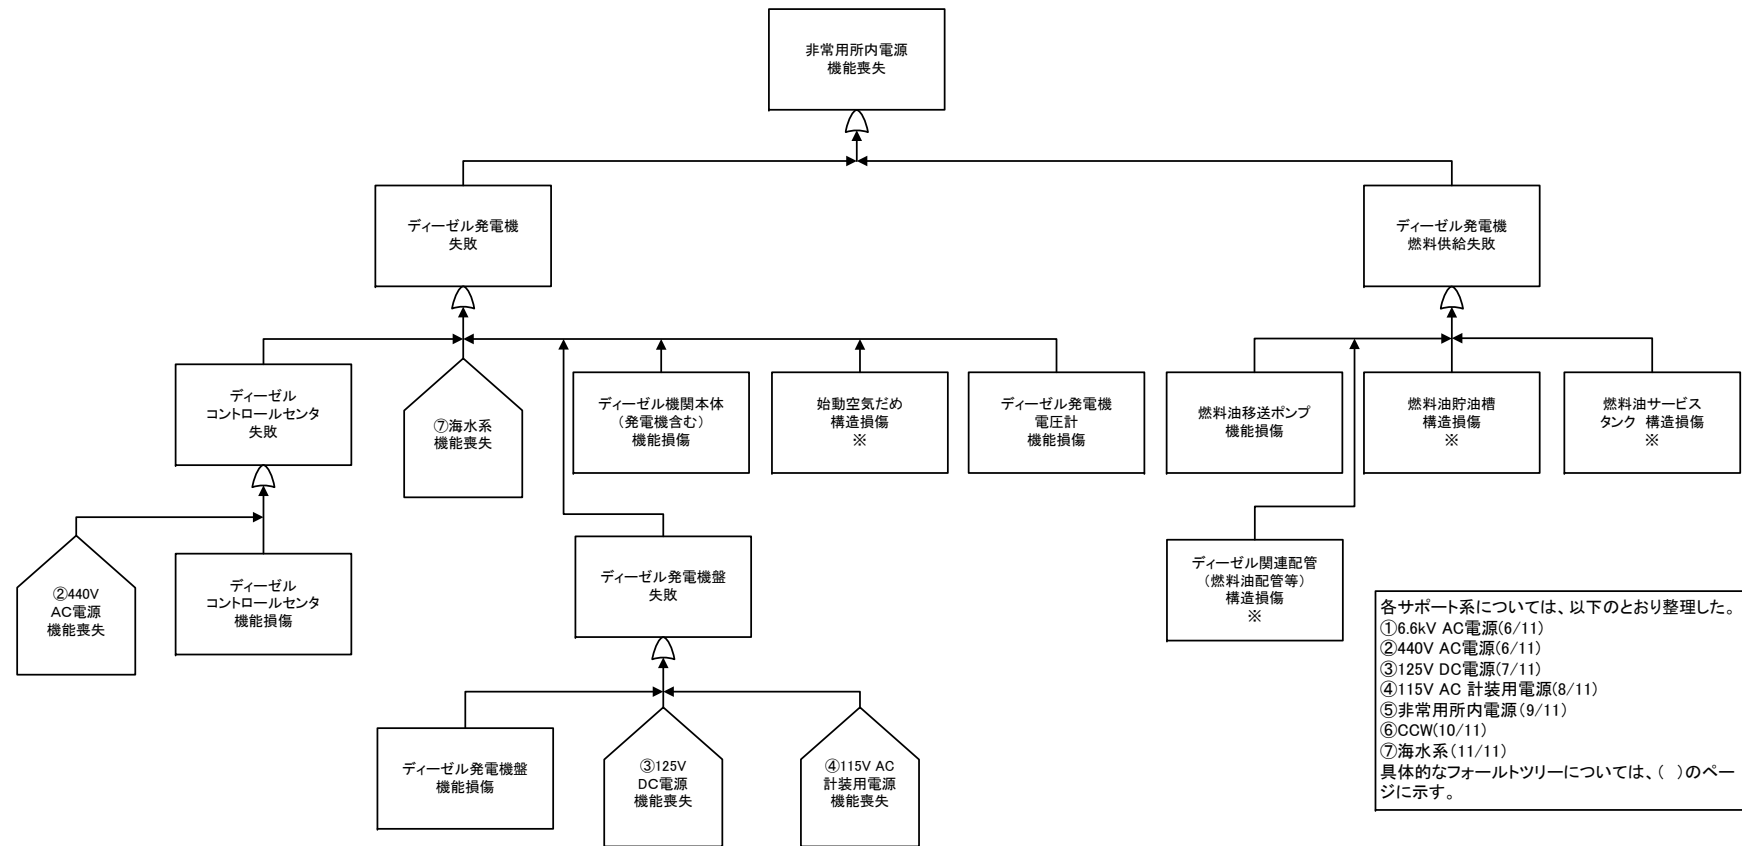 非常用所内電源
機能喪失
ディーゼル発電機
失敗
ディーゼル発電機
燃料供給失敗
ディーゼル
コントロールセンタ
失敗
⑦海水系
機能喪失
ディーゼル機関本体
(発電機含む)
機能損傷
始動空気だめ
構造損傷
※
ディーゼル発電機
電圧計
機能損傷
燃料油移送ポンプ
機能損傷
燃料油貯油槽
構造損傷
※
燃料油サービス
タンク 構造損傷
※
②440V
AC電源
機能喪失
ディーゼル
コントロールセンタ
機能損傷
ディーゼル発電機盤
失敗
ディーゼル関連配管
(燃料油配管等)
構造損傷
※
ディーゼル発電機盤
機能損傷
③125V
DC電源
機能喪失
④115V AC
計装用電源
機能喪失
各サポート系については、以下のとおり整理した。
①6.6kV AC電源(6/11)
②440V AC電源(6/11)
③125V DC電源(7/11)
④115V AC 計装用電源(8/11)
⑤非常用所内電源(9/11)
⑥CCW(10/11)
⑦海水系(11/11)
具体的なフォールトツリーについては、( )のペー
ジに示す。